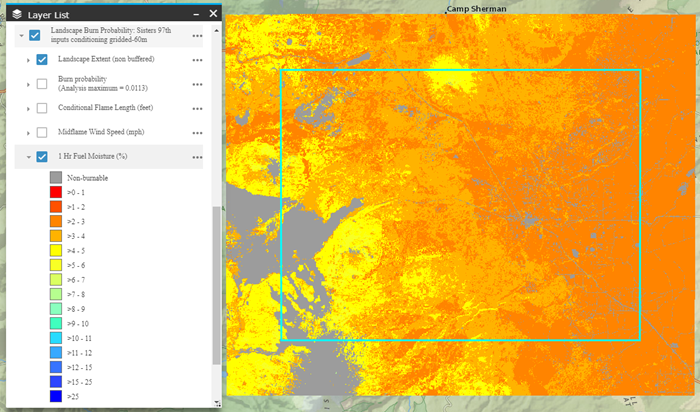 Layer List
Landscape Burn Probability: Sisters 97th
inputs conditioning gridded-60m
Landscape Extent (non buffered)
Burn probability
(Analysis maximum = 0.0113)
Conditional Flame Length (feet)
Midflame Wind Speed (mph)
1 Hr Fuel Moisture (%)
Non-burnable
>0 - 1
>1 - 2
>2 - 3
>3 - 4
>4 - 5
>5 - 6
>6 - 7
>7 - 8
>8 - 9
>9 - 10
>10 - 11
>11 - 12
>12 - 15
>15 - 25
>25
Camp Sherman